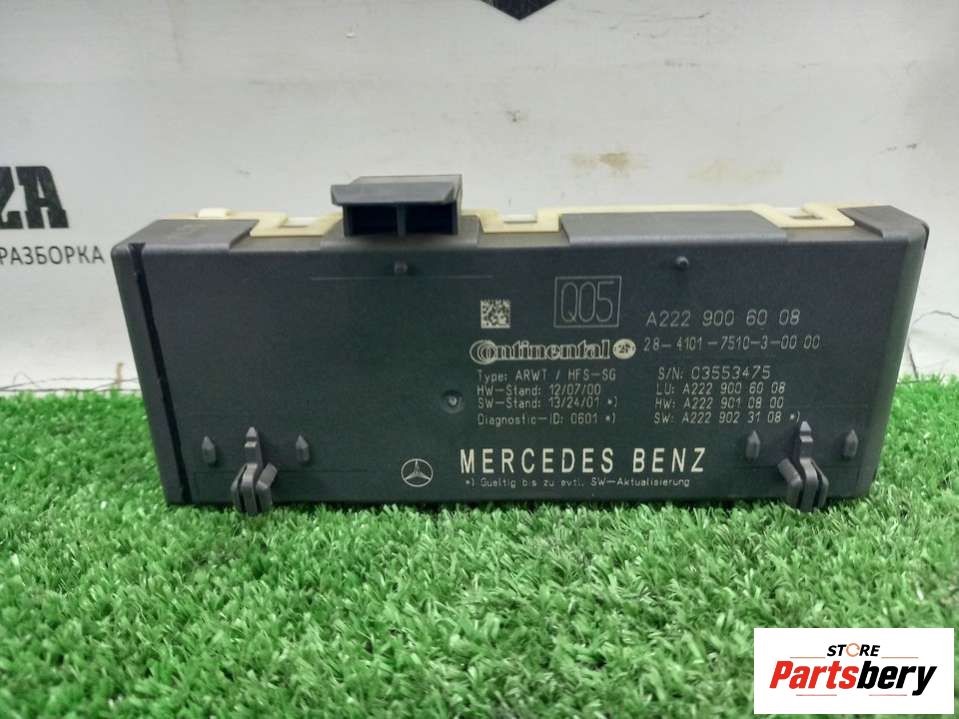 ZA
РАЗБОРКА
Q05
A222 900 60 08
Continental
28-4101-7510-3-00 00
Type: ARWT / HFS-SG
S/N: C3553475
HW-Stand: 12/07/00
LU: A222 900 60 08
SW-Stand: 13/24/01 *)
HW: A222 901 08 00
Diagnostic-ID: 0601 *)
SW: A222 902 31 08 *)
MERCEDES BENZ
*) Gueltig bis zu evtl. SW-Aktualisierung
STORE
Partsbery